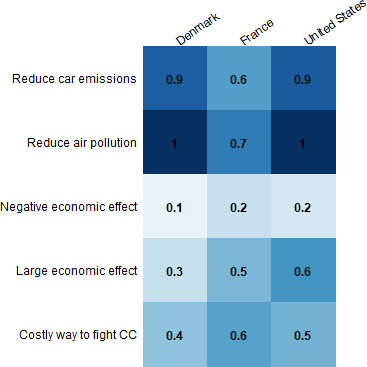 Denmark France United States
Reduce car emissions 0.9 0.6 0.9
Reduce air pollution 1 0.7 1
Negative economic effect 0.1 0.2 0.2
Large economic effect 0.3 0.5 0.6
Costly way to fight CC 0.4 0.6 0.5